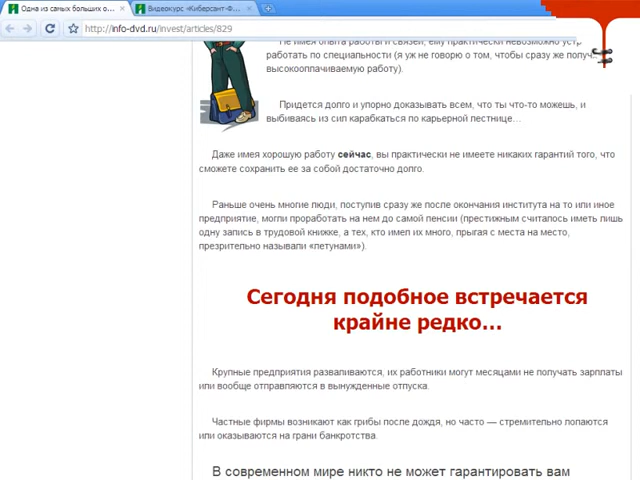 Одна из самых больших о...
Видеокурс «Киберсант-Ф...
http://info-dvd.ru/invest/articles/829
Не имея опыта работы и связей, ему практически невозможно устр
работать по специальности (я уж не говорю о том, чтобы сразу же получ
высокооплачиваемую работу).
Придется долго и упорно доказывать всем, что ты что-то можешь, и
выбиваясь из сил карабкаться по карьерной лестнице…
Даже имея хорошую работу сейчас, вы практически не имеете никаких гарантий того, что
сможете сохранить ее за собой достаточно долго.
Раньше очень многие люди, поступив сразу же после окончания института на то или иное
предприятие, могли проработать на нем до самой пенсии (престижным считалось иметь лишь
одну запись в трудовой книжке, а тех, кто имел их много, прыгая с места на место,
презрительно называли «летунами»).
Сегодня подобное встречается
крайне редко…
Крупные предприятия разваливаются, их работники могут месяцами не получать зарплаты
или вообще отправляются в вынужденные отпуска.
Частные фирмы возникают как грибы после дождя, но часто — стремительно лопаются
или оказываются на грани банкротства.
В современном мире никто не может гарантировать вам